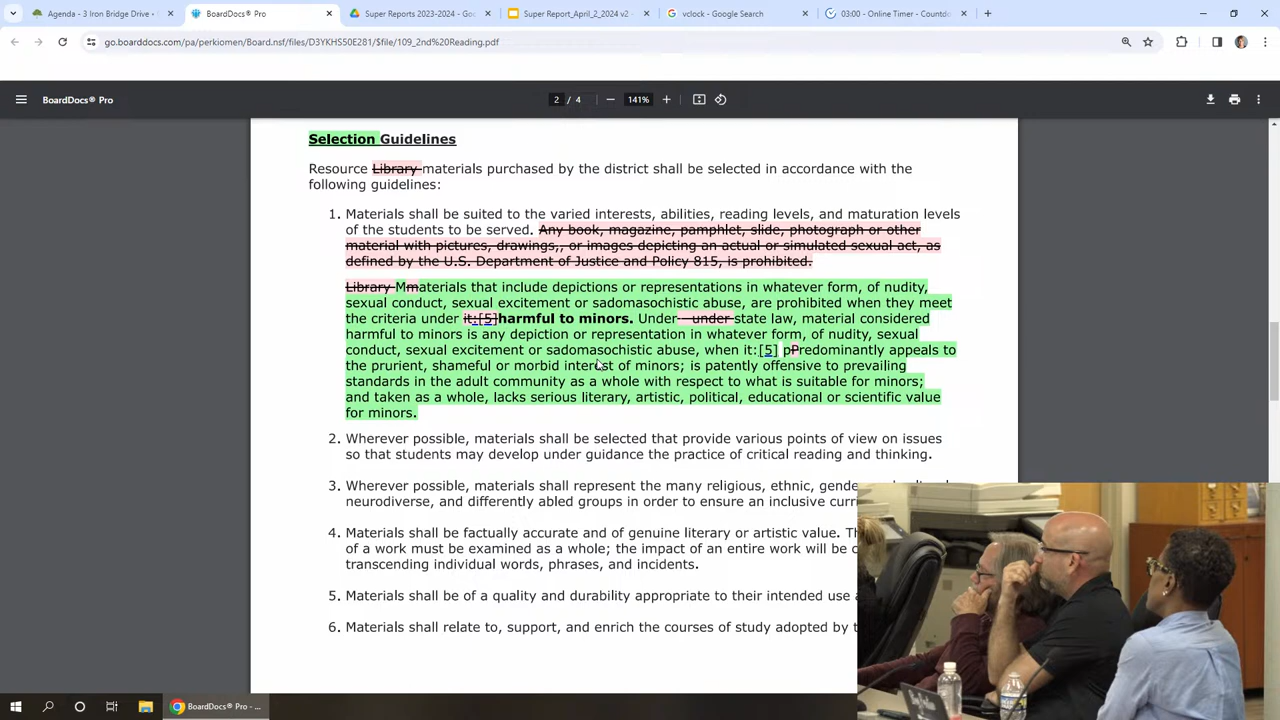 Agenda - 3 Iron Bridge Drive -
BoardDocs® Pro
Super Reports 2023-2024 - Go
Super Report_April_2_2024 v2 -
vclock - Google Search
03:00 - Online Timer - Countdo
go.boarddocs.com/pa/perkiomen/Board.nsf/files/D3YKHS50E281/$file/109_2nd%20Reading.pdf
BoardDocs® Pro
2 / 4
141%
Selection Guidelines
Resource Library materials purchased by the district shall be selected in accordance with the
following guidelines:
1. Materials shall be suited to the varied interests, abilities, reading levels, and maturation levels
of the students to be served. Any book, magazine, pamphlet, slide, photograph or other
material with pictures, drawings,, or images depicting an actual or simulated sexual act, as
defined by the U.S. Department of Justice and Policy 815, is prohibited.
Library Mmaterials that include depictions or representations in whatever form, of nudity,
sexual conduct, sexual excitement or sadomasochistic abuse, are prohibited when they meet
the criteria under it:[5]harmful to minors. Under - under state law, material considered
harmful to minors is any depiction or representation in whatever form, of nudity, sexual
conduct, sexual excitement or sadomasochistic abuse, when it:[5] pPredominantly appeals to
the prurient, shameful or morbid interest of minors; is patently offensive to prevailing
standards in the adult community as a whole with respect to what is suitable for minors;
and taken as a whole, lacks serious literary, artistic, political, educational or scientific value
for minors.
2. Wherever possible, materials shall be selected that provide various points of view on issues
so that students may develop under guidance the practice of critical reading and thinking.
3. Wherever possible, materials shall represent the many religious, ethnic,
neurodiverse, and differently abled groups in order to ensure an inclusive
4. Materials shall be factually accurate and of genuine literary or artistic value.
of a work must be examined as a whole; the impact of an entire work will be
transcending individual words, phrases, and incidents.
5. Materials shall be of a quality and durability appropriate to their intended use
6. Materials shall relate to, support, and enrich the courses of study adopted by
BoardDocs® Pro - ...